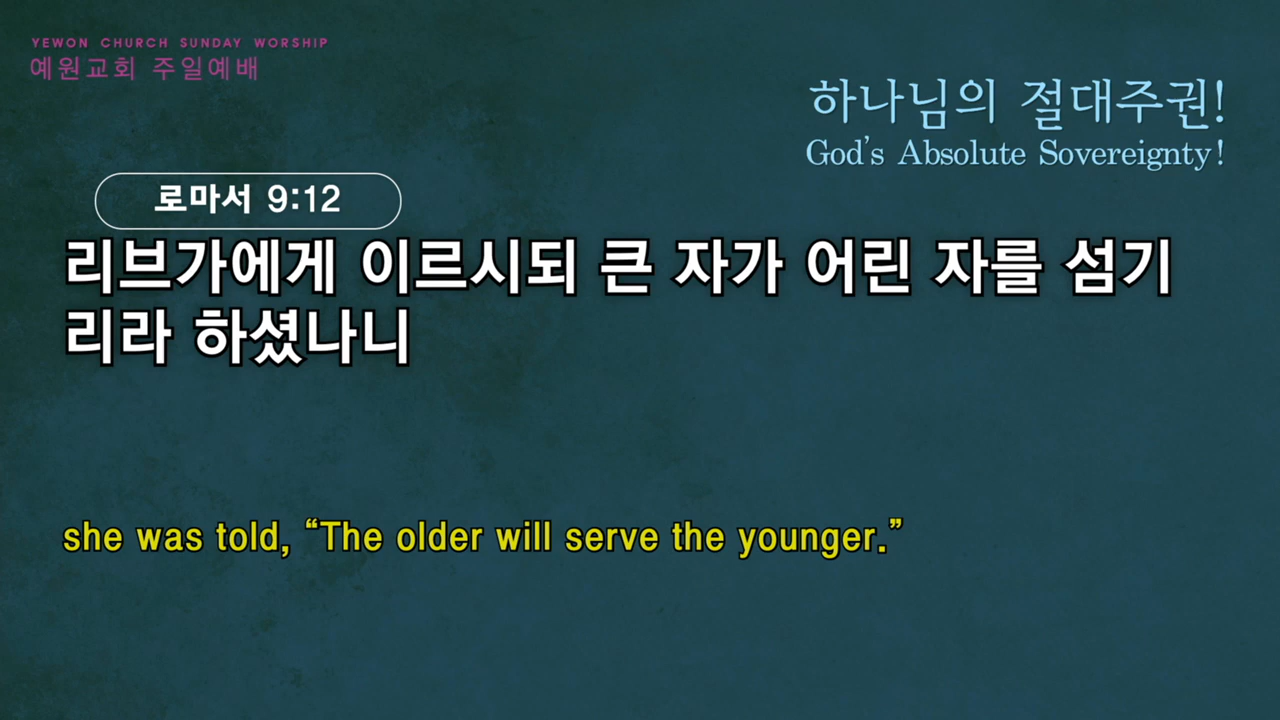 YEWON CHURCH SUNDAY WORSHIP
예원교회 주일예배
하나님의 절대주권!
God's Absolute Sovereignty!
로마서 9:12
리브가에게 이르시되 큰 자가 어린 자를 섬기
리라 하셨나니
she was told, “The older will serve the younger.”